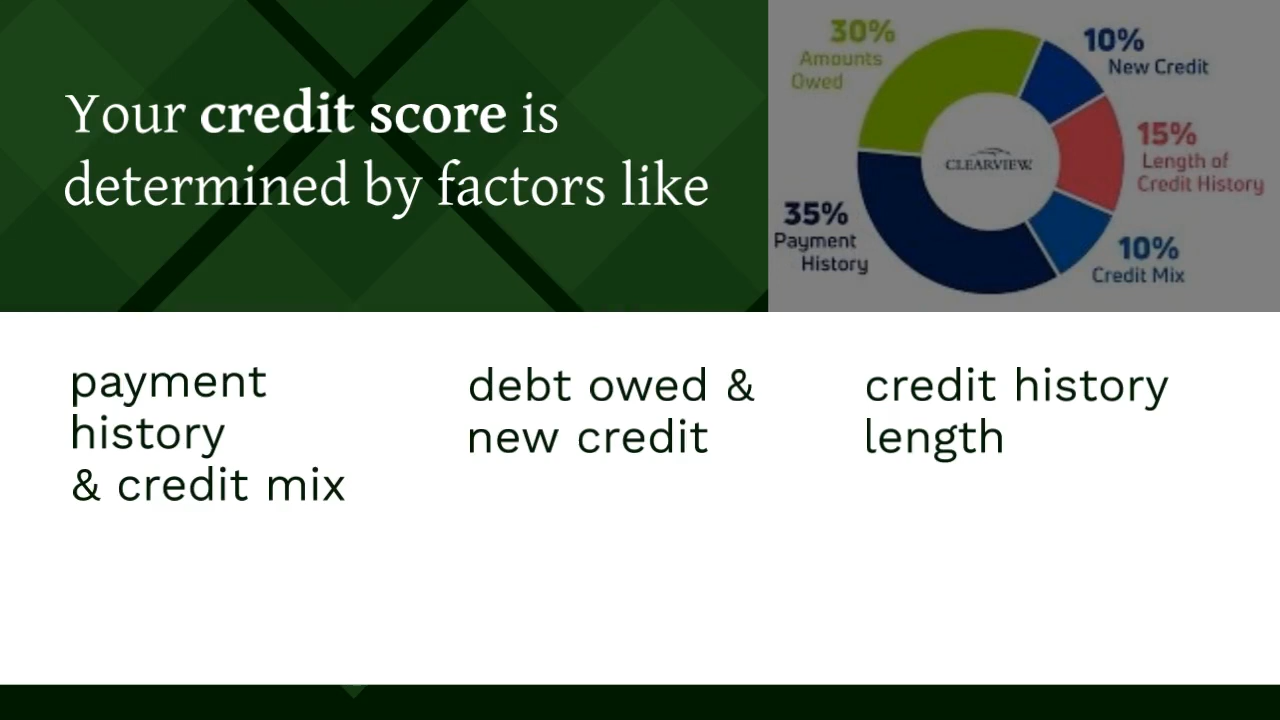 Your credit score is
determined by factors like
30%
Amounts
Owed
10%
New Credit
15%
Length of
Credit History
CLEARVIEW
35%
Payment
History
10%
Credit Mix
payment
history
& credit mix
debt owed &
new credit
credit history
length